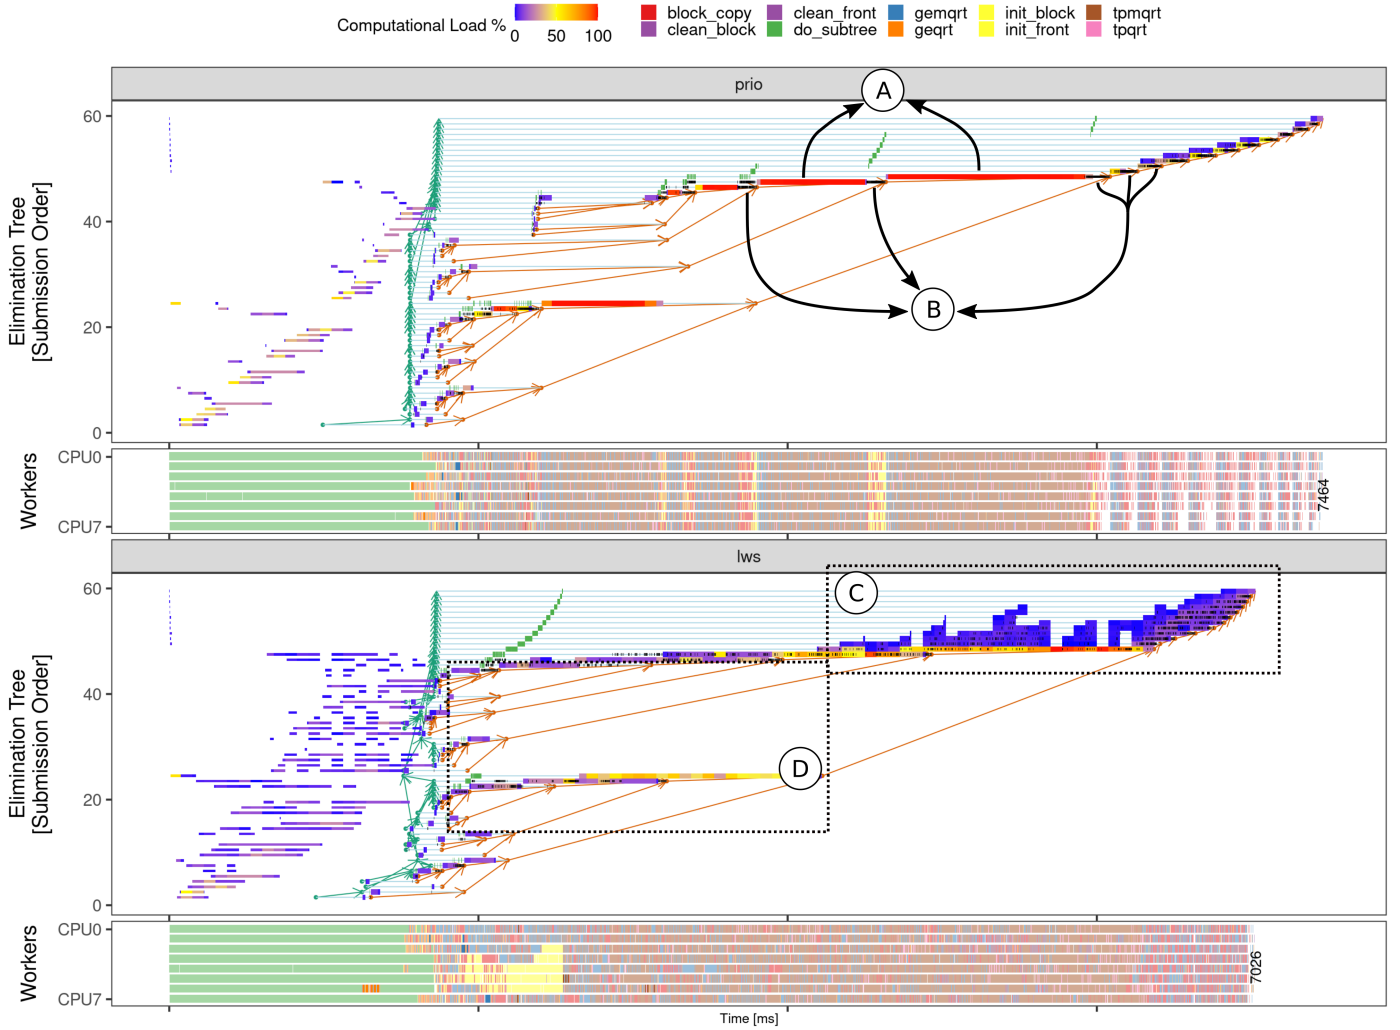 Computational Load %
0 50 100
block_copy clean_front gemqrt init_block tpmqrt
clean_block do_subtree geqrt init_front tpqrt
prio
A
B
Elimination Tree
[Submission Order]
60
40
20
0
Workers
CPU0
CPU7
7464
lws
C
D
Elimination Tree
[Submission Order]
60
40
20
0
Workers
CPU0
CPU7
7026
Time [ms]